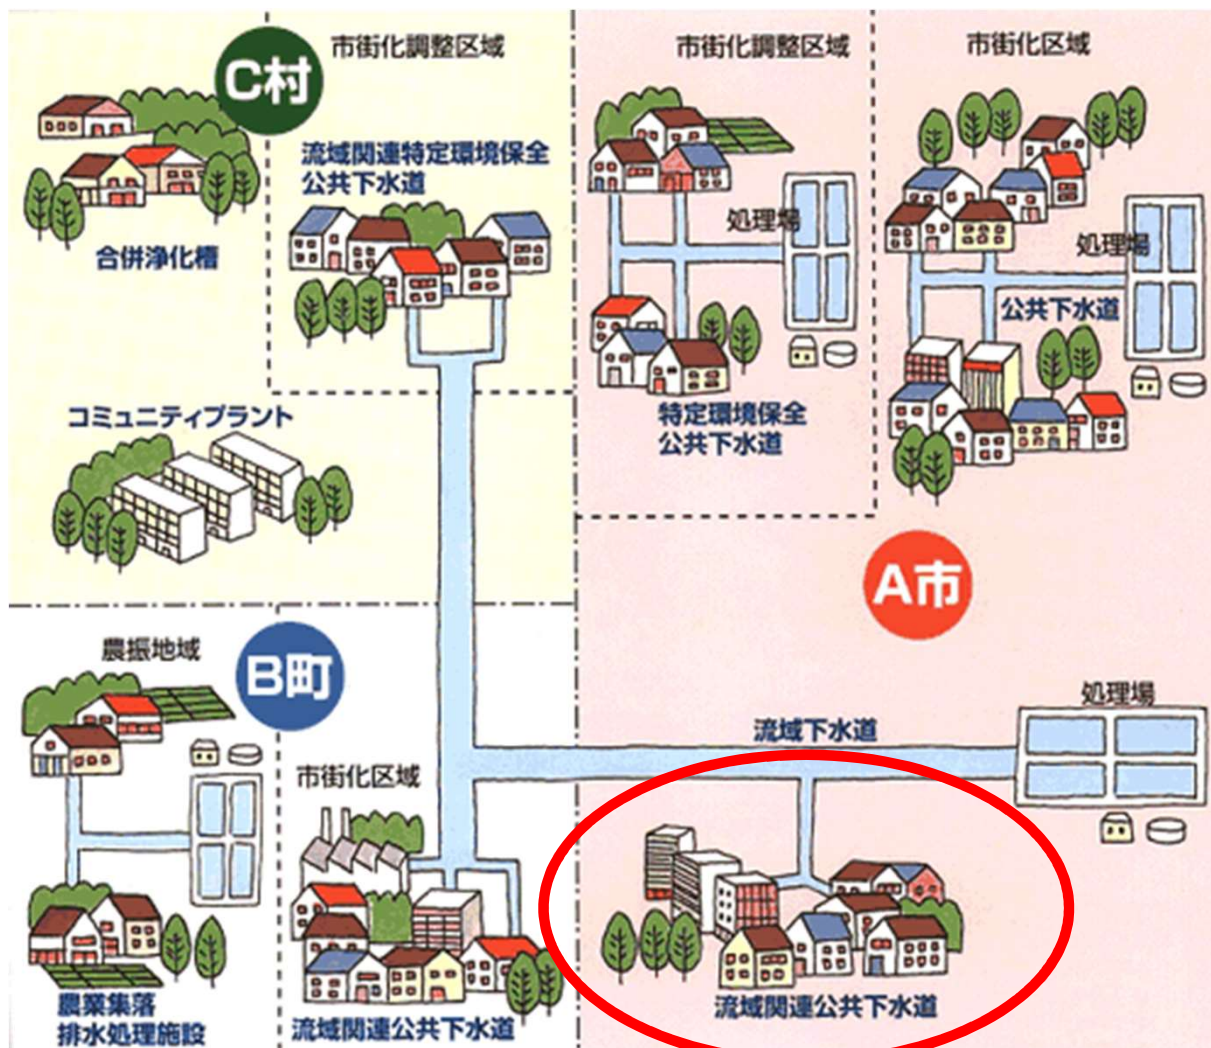 C村
市街化調整区域
流域関連特定環境保全
公共下水道
合併浄化槽
コミュニティプラント
市街化調整区域
処理場
特定環境保全
公共下水道
市街化区域
処理場
公共下水道
A市
農振地域
B町
農業集落
排水処理施設
市街化区域
流域関連公共下水道
流域下水道
処理場
流域関連公共下水道